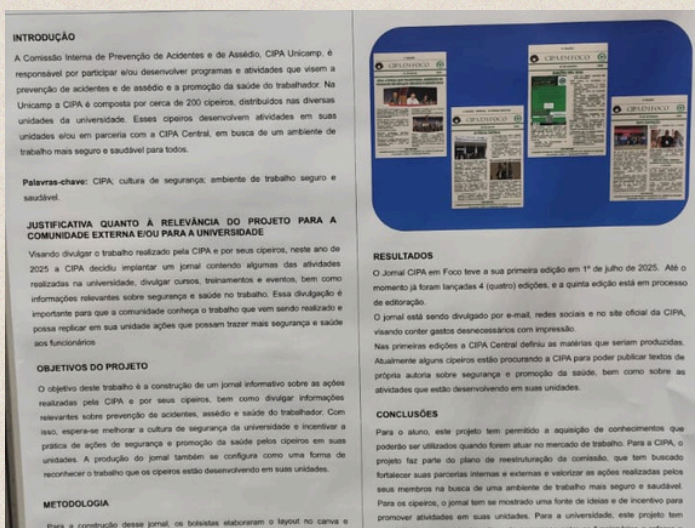 INTRODUÇÃO
A Comissão Interna de Prevenção de Acidentes e de Assédio, CIPA Unicamp, é
responsável por participar e/ou desenvolver programas e atividades que visem a
prevenção de acidentes e de assédio e a promoção da saúde do trabalhador. Na
Unicamp a CIPA é composta por cerca de 200 cipeiros, distribuídos nas diversas
unidades da universidade. Esses cipeiros desenvolvem atividades em suas
unidades e/ou em parceria com a CIPA Central, em busca de um ambiente de
trabalho mais seguro e saudável para todos.
Palavras-chave: CIPA; cultura de segurança; ambiente de trabalho seguro e
saudável.
JUSTIFICATIVA QUANTO À RELEVÂNCIA DO PROJETO PARA A
COMUNIDADE EXTERNA E/OU PARA A UNIVERSIDADE
Visando divulgar o trabalho realizado pela CIPA e por seus cipeiros, neste ano de
2025 a CIPA decidiu implantar um jornal contendo algumas das atividades
realizadas na universidade, divulgar cursos, treinamentos e eventos, bem como
informações relevantes sobre segurança e saúde no trabalho. Essa divulgação é
importante para que a comunidade conheça o trabalho que vem sendo realizado e
possa replicar em sua unidade ações que possam trazer mais segurança e saúde
aos funcionários
OBJETIVOS DO PROJETO
O objetivo deste trabalho é a construção de um jornal informativo sobre as ações
realizadas pela CIPA e por seus cipeiros, bem como divulgar informações
relevantes sobre prevenção de acidentes, assédio e saúde do trabalhador. Com
isso, espera-se melhorar a cultura de segurança da universidade e incentivar a
prática de ações de segurança e promoção da saúde pelos cipeiros em suas
unidades. A produção do jornal também se configura como uma forma de
reconhecer o trabalho que os cipeiros estão desenvolvendo em suas unidades.
METODOLOGIA
Para a construção desse jornal, os bolsistas elaboraram o layout no canva e
CIPA EM FOCO
CIPA EM FOCO
CIPA EM FOCO
CIPA EM FOCO
RESULTADOS
O Jornal CIPA em Foco teve a sua primeira edição em 1º de julho de 2025. Até o
momento já foram lançadas 4 (quatro) edições, e a quinta edição está em processo
de editoração.
O jornal está sendo divulgado por e-mail, redes sociais e no site oficial da CIPA,
visando conter gastos desnecessários com impressão.
Nas primeiras edições a CIPA Central definiu as matérias que seriam produzidas.
Atualmente alguns cipeiros estão procurando a CIPA para poder publicar textos de
própria autoria sobre segurança e promoção da saúde, bem como sobre as
atividades que estão desenvolvendo em suas unidades.
CONCLUSÕES
Para o aluno, este projeto tem permitido a aquisição de conhecimentos que
poderão ser utilizados quando forem atuar no mercado de trabalho. Para a CIPA, o
projeto faz parte do plano de reestruturação da comissão, que tem buscado
fortalecer suas parcerias internas e externas e valorizar as ações realizadas pelos
seus membros na busca de uma ambiente de trabalho mais seguro e saudável.
Para os cipeiros, o jornal tem se mostrado uma fonte de ideias e de incentivo para
promover atividades em suas unidades. Para a universidade, este projeto tem